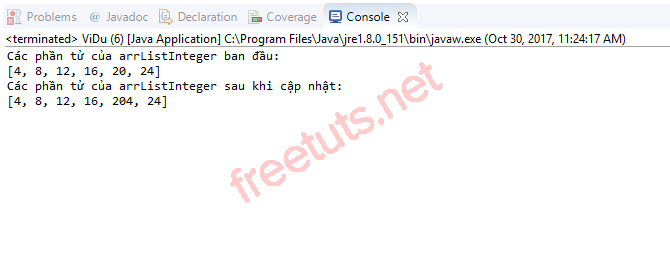 Problems @ Javadoc Declaration Coverage Console
<terminated> ViDu (6) [Java Application] C:\Program Files\Java\jre1.8.0_151\bin\javaw.exe (Oct 30, 2017, 11:24:17 AM)
Các phần tử của arrListInteger ban đầu:
[4, 8, 12, 16, 20, 24]
Các phần tử của arrListInteger sau khi cập nhật:
[4, 8, 12, 16, 204, 24]
freetuts.net